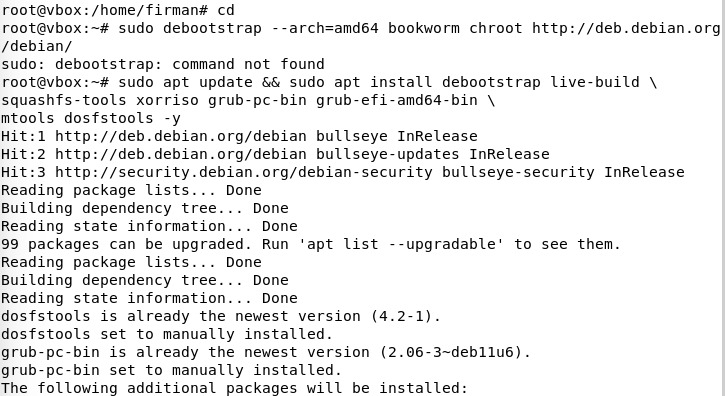 root@vbox:/home/firman# cd
root@vbox:~# sudo debootstrap --arch=amd64 bookworm chroot http://deb.debian.org
/debian/
sudo: debootstrap: command not found
root@vbox:~# sudo apt update && sudo apt install debootstrap live-build \
squashfs-tools xorriso grub-pc-bin grub-efi-amd64-bin \
mtools dosfstools -y
Hit:1 http://deb.debian.org/debian bullseye InRelease
Hit:2 http://deb.debian.org/debian bullseye-updates InRelease
Hit:3 http://security.debian.org/debian-security bullseye-security InRelease
Reading package lists... Done
Building dependency tree... Done
Reading state information... Done
99 packages can be upgraded. Run 'apt list --upgradable' to see them.
Reading package lists... Done
Building dependency tree... Done
Reading state information... Done
dosfstools is already the newest version (4.2-1).
dosfstools set to manually installed.
grub-pc-bin is already the newest version (2.06-3~deb11u6).
grub-pc-bin set to manually installed.
The following additional packages will be installed: